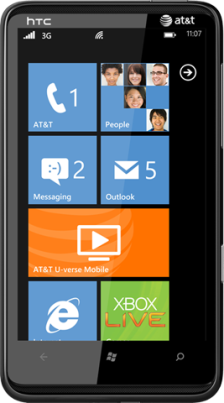 hTC at&t
3G 11:07
1
AT&T People
2 5
Messaging Outlook
AT&T U-verse Mobile
XBOX
LIVE